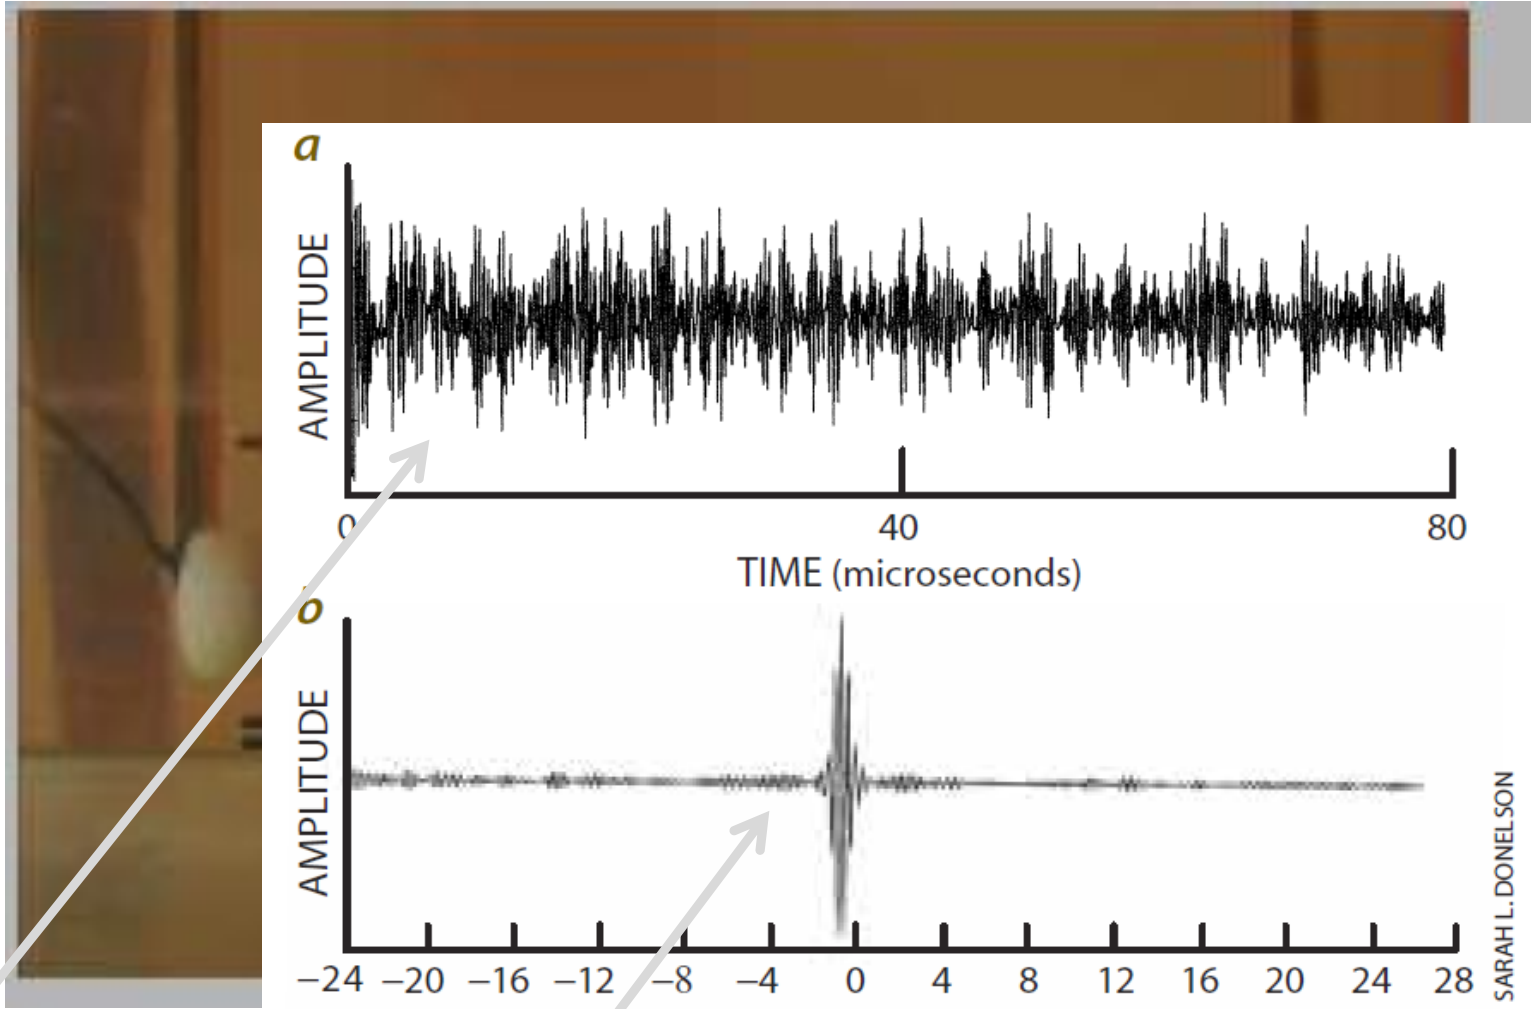 a
AMPLITUDE
0 40 80
TIME (microseconds)
b
AMPLITUDE
−24 −20 −16 −12 −8 −4 0 4 8 12 16 20 24 28
SARAH L. DONELSON